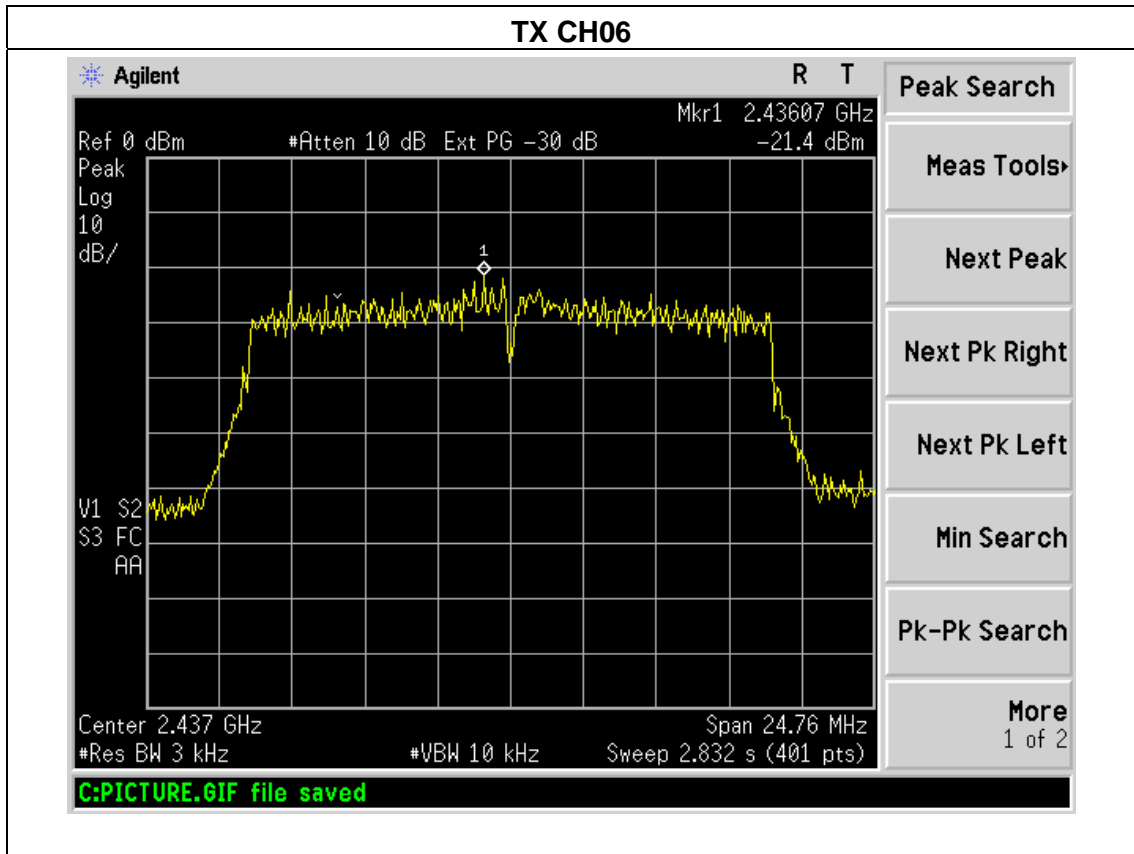 TX CH06
Agilent R T
Peak Search
Mkr1 2.43607 GHz
Ref 0 dBm #Atten 10 dB Ext PG -30 dB -21.4 dBm
Peak
Log
10
dB/
1
V1 S2
S3 FC
AA
Center 2.437 GHz Span 24.76 MHz
#Res BW 3 kHz #VBW 10 kHz Sweep 2.832 s (401 pts)
C:PICTURE.GIF file saved
Meas Tools
Next Peak
Next Pk Right
Next Pk Left
Min Search
Pk-Pk Search
More
1 of 2